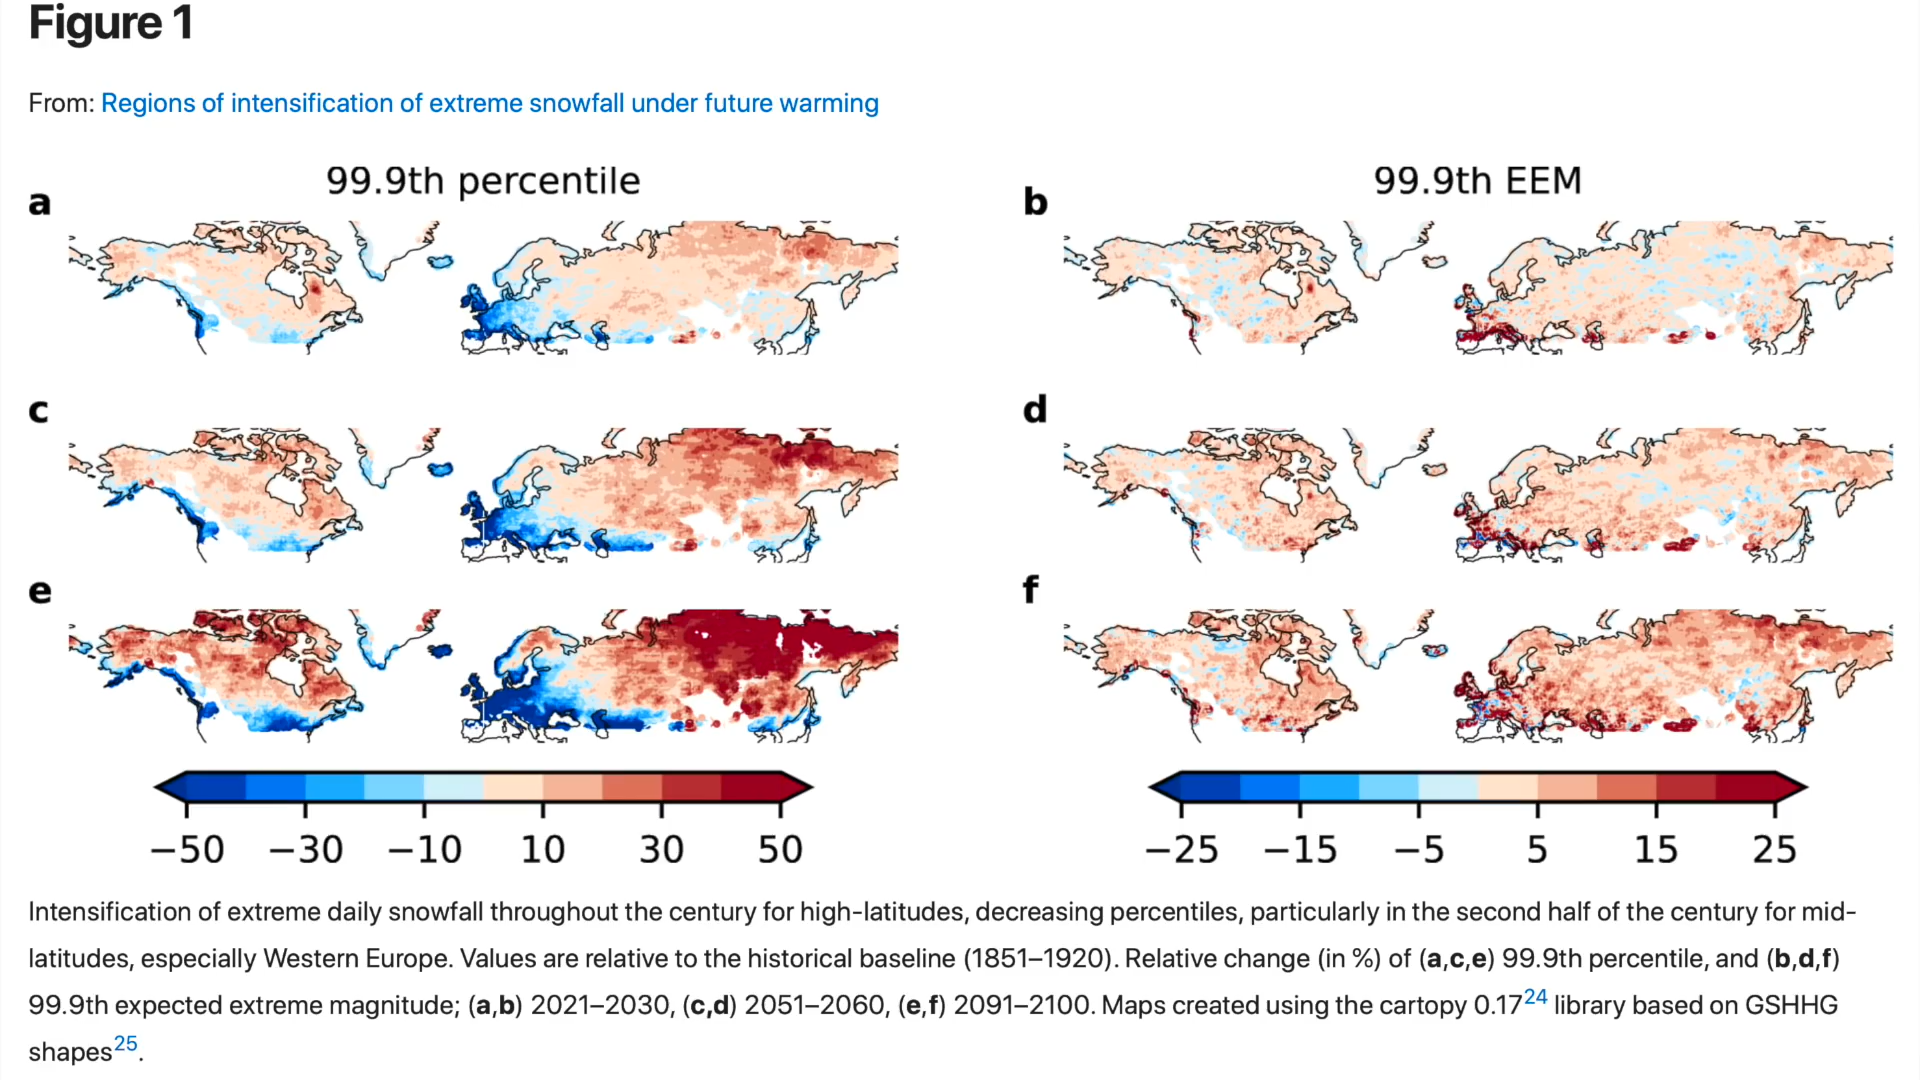 Figure 1
From: Regions of intensification of extreme snowfall under future warming
99.9th percentile
99.9th EEM
a
b
c
d
e
f
−50 −30 −10 10 30 50
−25 −15 −5 5 15 25
Intensification of extreme daily snowfall throughout the century for high-latitudes, decreasing percentiles, particularly in the second half of the century for mid-
latitudes, especially Western Europe. Values are relative to the historical baseline (1851–1920). Relative change (in %) of (a,c,e) 99.9th percentile, and (b,d,f)
99.9th expected extreme magnitude; (a,b) 2021–2030, (c,d) 2051–2060, (e,f) 2091–2100. Maps created using the cartopy 0.17²⁴ library based on GSHHG
shapes²⁵.